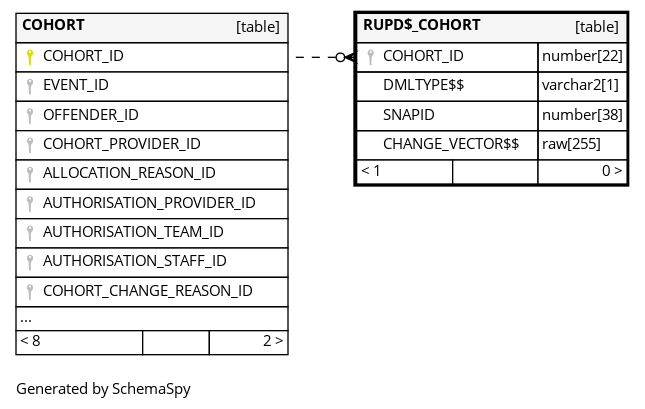 COHORT [table]
COHORT_ID
EVENT_ID
OFFENDER_ID
COHORT_PROVIDER_ID
ALLOCATION_REASON_ID
AUTHORISATION_PROVIDER_ID
AUTHORISATION_TEAM_ID
AUTHORISATION_STAFF_ID
COHORT_CHANGE_REASON_ID
...
< 8 2 >
RUPD$_COHORT [table]
COHORT_ID number[22]
DMLTYPE$$ varchar2[1]
SNAPID number[38]
CHANGE_VECTOR$$ raw[255]
< 1 0 >
Generated by SchemaSpy